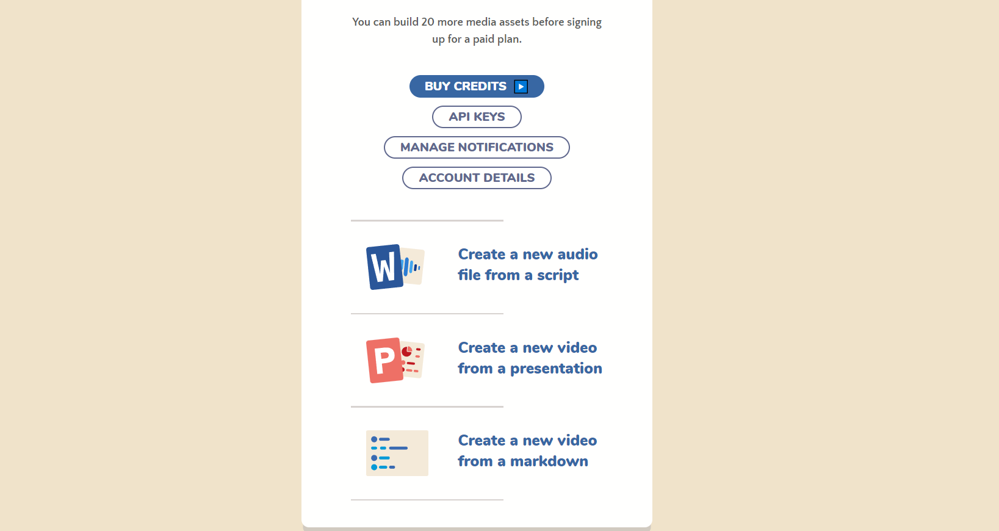 You can build 20 more media assets before signing
up for a paid plan.
BUY CREDITS
API KEYS
MANAGE NOTIFICATIONS
ACCOUNT DETAILS
W
Create a new audio
file from a script
P
Create a new video
from a presentation
Create a new video
from a markdown